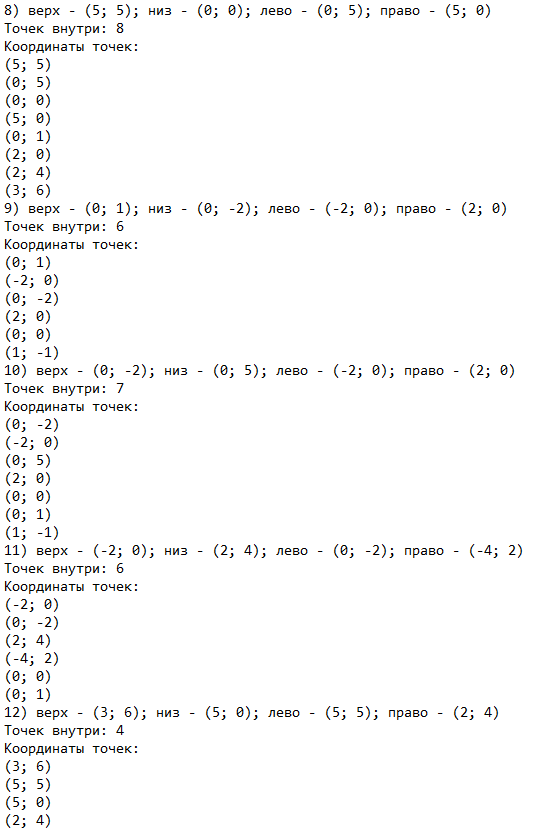 8) верх - (5; 5); низ - (0; 0); лево - (0; 5); право - (5; 0)
Точек внутри: 8
Координаты точек:
(5; 5)
(0; 5)
(0; 0)
(5; 0)
(0; 1)
(2; 0)
(2; 4)
(3; 6)
9) верх - (0; 1); низ - (0; -2); лево - (-2; 0); право - (2; 0)
Точек внутри: 6
Координаты точек:
(0; 1)
(-2; 0)
(0; -2)
(2; 0)
(0; 0)
(1; -1)
10) верх - (0; -2); низ - (0; 5); лево - (-2; 0); право - (2; 0)
Точек внутри: 7
Координаты точек:
(0; -2)
(-2; 0)
(0; 5)
(2; 0)
(0; 0)
(0; 1)
(1; -1)
11) верх - (-2; 0); низ - (2; 4); лево - (0; -2); право - (-4; 2)
Точек внутри: 6
Координаты точек:
(-2; 0)
(0; -2)
(2; 4)
(-4; 2)
(0; 0)
(0; 1)
12) верх - (3; 6); низ - (5; 0); лево - (5; 5); право - (2; 4)
Точек внутри: 4
Координаты точек:
(3; 6)
(5; 5)
(5; 0)
(2; 4)